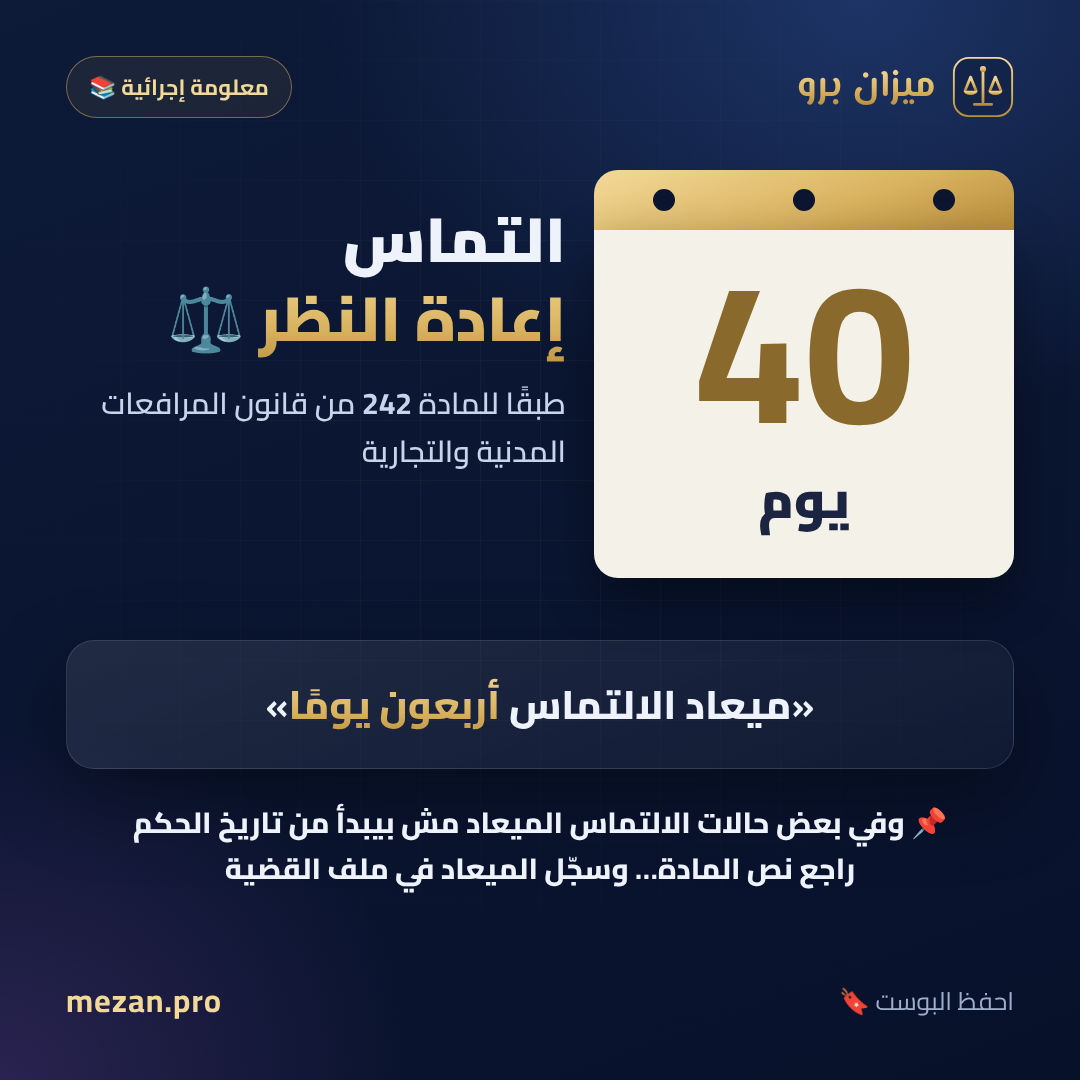 ميزان برو
معلومة إجرائية 📚
40
يوم
التماس
إعادة النظر ⚖️
طبقًا للمادة 242 من قانون المرافعات
المدنية والتجارية
«ميعاد الالتماس أربعون يومًا»
📌 وفي بعض حالات الالتماس الميعاد مش بيبدأ من تاريخ الحكم
راجع نص المادة... وسجّل الميعاد في ملف القضية
احفظ البوست 🔖
mezan.pro